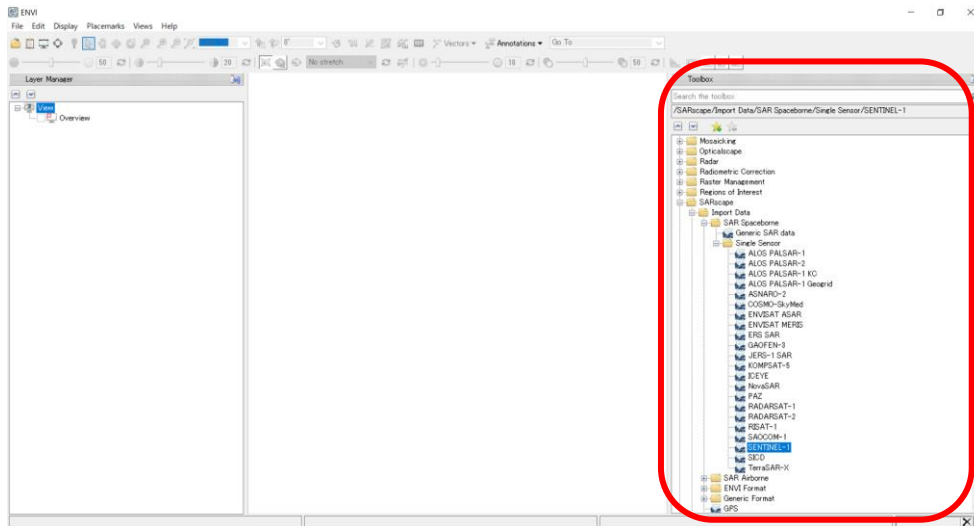 ENVI
File Edit Display Placemarks Views Help
0° Vectors Annotations Go To
50 20 No stretch 10 50
Layer Manager
View
Overview
Toolbox
Search the toolbox
/SARscape/Import Data/SAR Spaceborne/Single Sensor/SENTINEL-1
Mosaicking
Opticalscape
Radar
Radiometric Correction
Raster Management
Regions of Interest
SARscape
Import Data
SAR Spaceborne
Generic SAR data
Single Sensor
ALOS PALSAR-1
ALOS PALSAR-2
ALOS PALSAR-1 KC
ALOS PALSAR-1 Geogrid
ASNARO-2
COSMO-SkyMed
ENVISAT ASAR
ENVISAT MERIS
ERS SAR
GAOFEN-3
JERS-1 SAR
KOMPSAT-5
ICEYE
NovaSAR
PAZ
RADARSAT-1
RADARSAT-2
RISAT-1
SAOCOM-1
SENTINEL-1
SICD
TerraSAR-X
SAR Airborne
ENVI Format
Generic Format
GPS